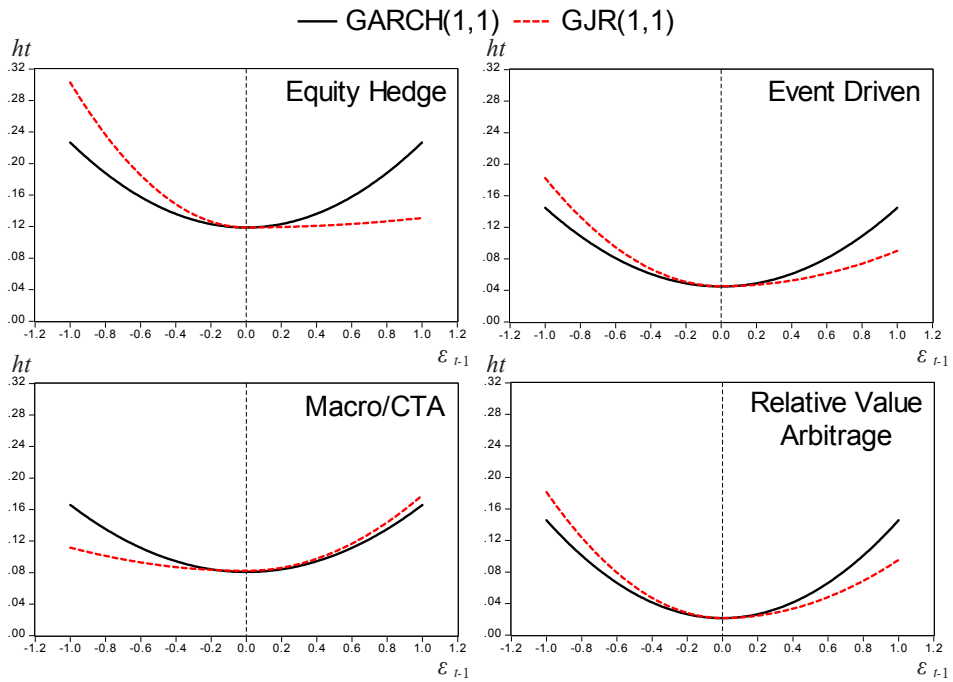 GARCH(1,1) GJR(1,1)
ht
.32
.28
.24
.20
.16
.12
.08
.04
.00
-1.2 -1.0 -0.8 -0.6 -0.4 -0.2 0.0 0.2 0.4 0.6 0.8 1.0 1.2
Equity Hedge
ε t-1
ht
.32
.28
.24
.20
.16
.12
.08
.04
.00
-1.2 -1.0 -0.8 -0.6 -0.4 -0.2 0.0 0.2 0.4 0.6 0.8 1.0 1.2
Event Driven
ε t-1
ht
.32
.28
.24
.20
.16
.12
.08
.04
.00
-1.2 -1.0 -0.8 -0.6 -0.4 -0.2 0.0 0.2 0.4 0.6 0.8 1.0 1.2
Macro/CTA
ε t-1
ht
.32
.28
.24
.20
.16
.12
.08
.04
.00
-1.2 -1.0 -0.8 -0.6 -0.4 -0.2 0.0 0.2 0.4 0.6 0.8 1.0 1.2
Relative Value
Arbitrage
ε t-1